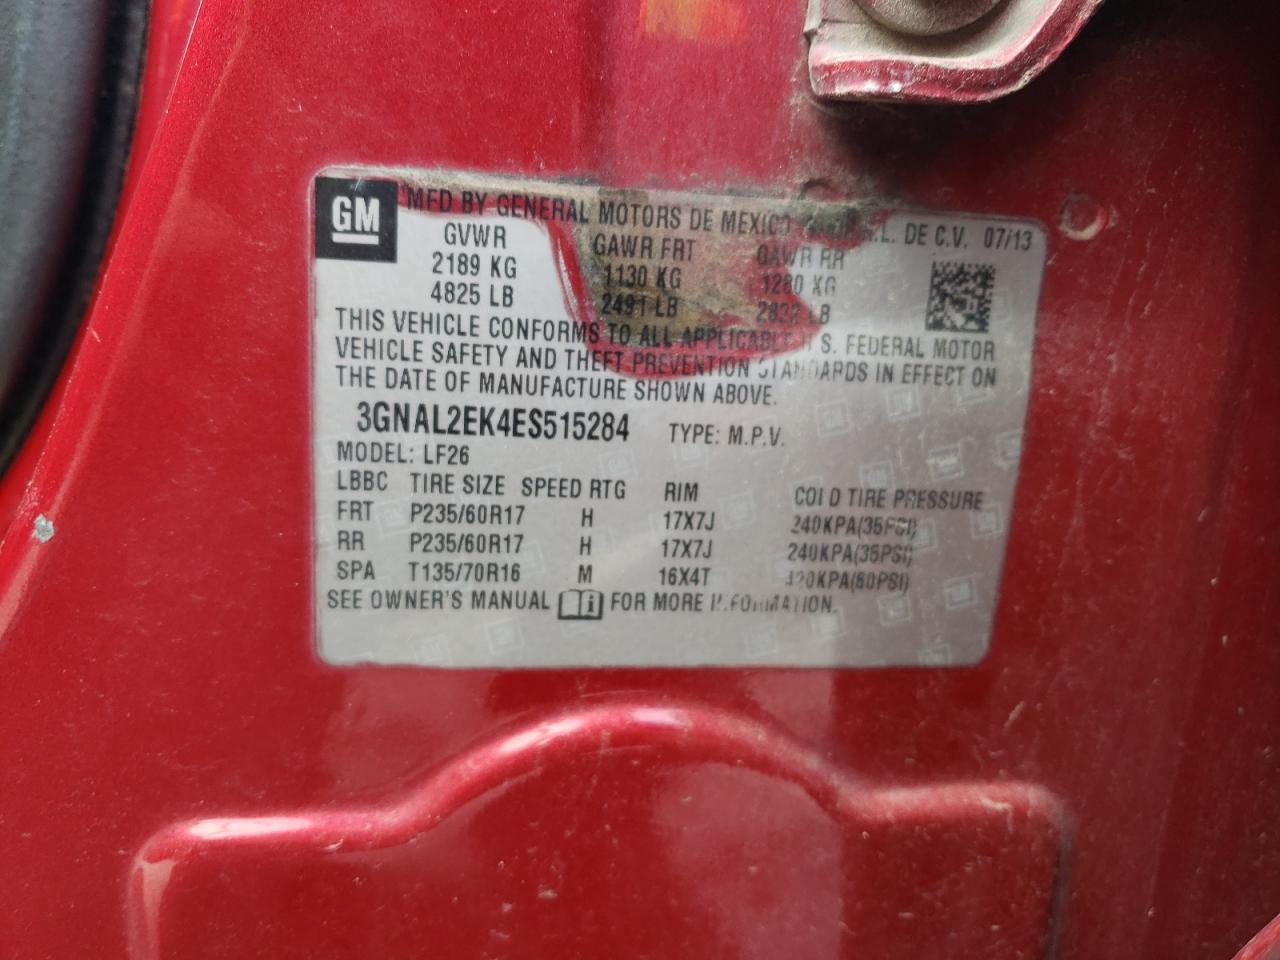 GM
MFD BY GENERAL MOTORS DE MEXICO R.L. DE C.V. 07/13
GVWR GAWR FRT GAWR RR
2189 KG 1130 KG 1280 KG
4825 LB 2491 LB 2832 LB
THIS VEHICLE CONFORMS TO ALL APPLICABLE U.S. FEDERAL MOTOR
VEHICLE SAFETY AND THEFT PREVENTION STANDARDS IN EFFECT ON
THE DATE OF MANUFACTURE SHOWN ABOVE.
3GNAL2EK4ES515284 TYPE: M.P.V.
MODEL: LF26
LBBC TIRE SIZE SPEED RTG RIM COLD TIRE PRESSURE
FRT P235/60R17 H 17X7J 240KPA(35PSI)
RR P235/60R17 H 17X7J 240KPA(35PSI)
SPA T135/70R16 M 16X4T 420KPA(60PSI)
SEE OWNER'S MANUAL FOR MORE INFORMATION.